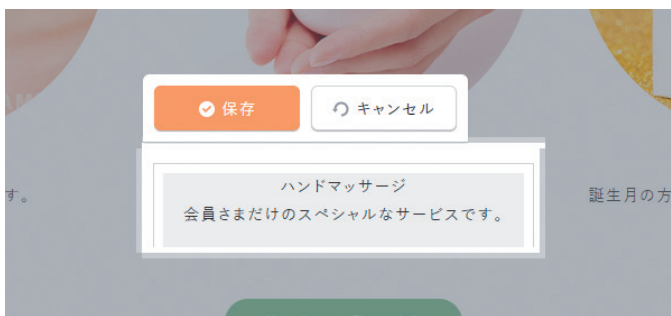 保存
キャンセル
ハンドマッサージ
会員さまだけのスペシャルなサービスです。
す。
誕生月の方